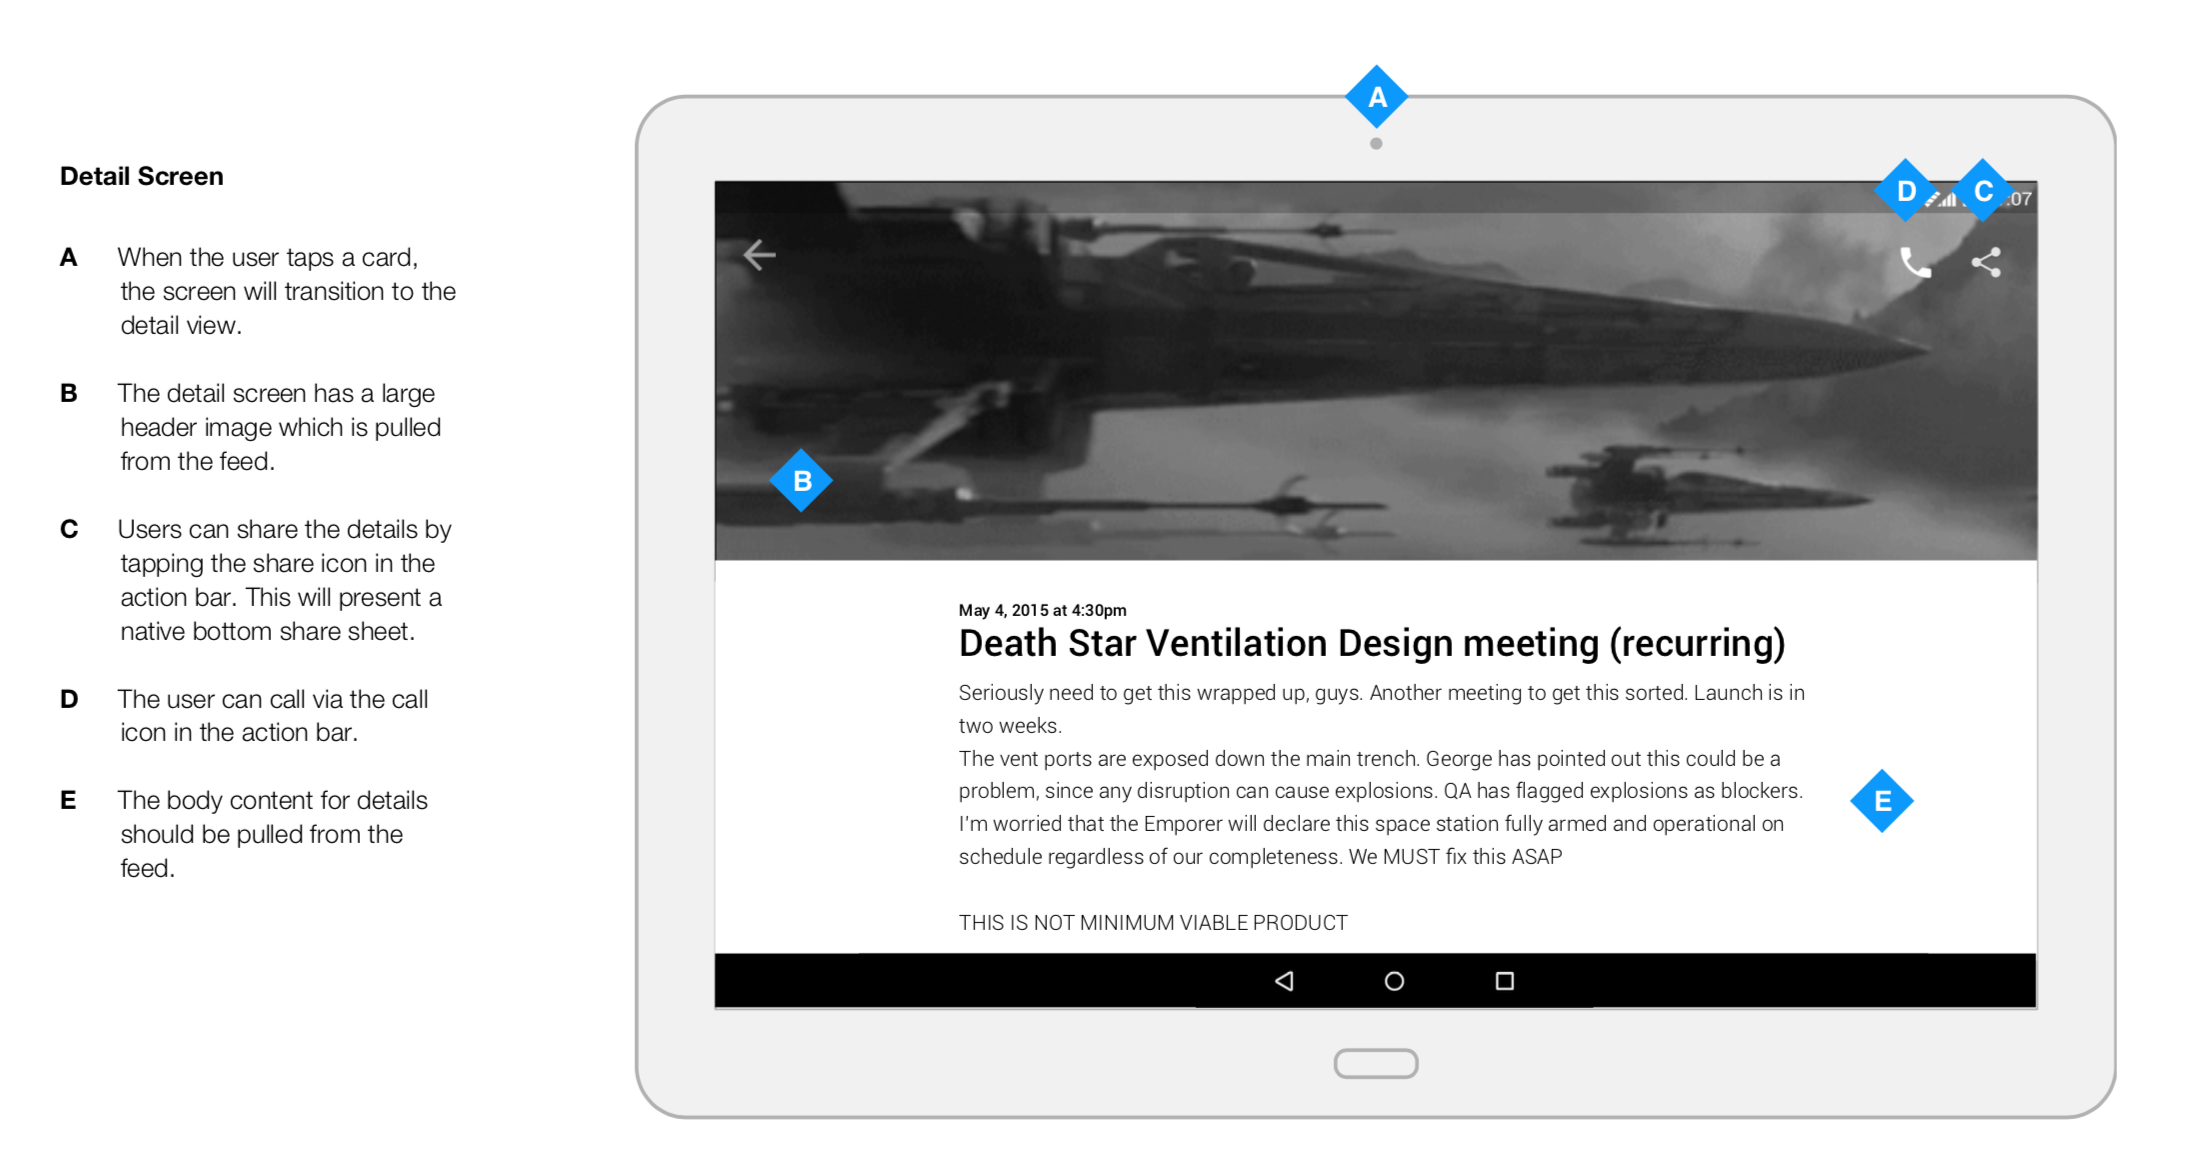 Detail Screen
A When the user taps a card,
the screen will transition to the
detail view.
B The detail screen has a large
header image which is pulled
from the feed.
C Users can share the details by
tapping the share icon in the
action bar. This will present a
native bottom share sheet.
D The user can call via the call
icon in the action bar.
E The body content for details
should be pulled from the
feed.
A
D C :07
B
May 4, 2015 at 4:30pm
Death Star Ventilation Design meeting (recurring)
Seriously need to get this wrapped up, guys. Another meeting to get this sorted. Launch is in
two weeks.
The vent ports are exposed down the main trench. George has pointed out this could be a
problem, since any disruption can cause explosions. QA has flagged explosions as blockers.
I'm worried that the Emporer will declare this space station fully armed and operational on
schedule regardless of our completeness. We MUST fix this ASAP
E
THIS IS NOT MINIMUM VIABLE PRODUCT